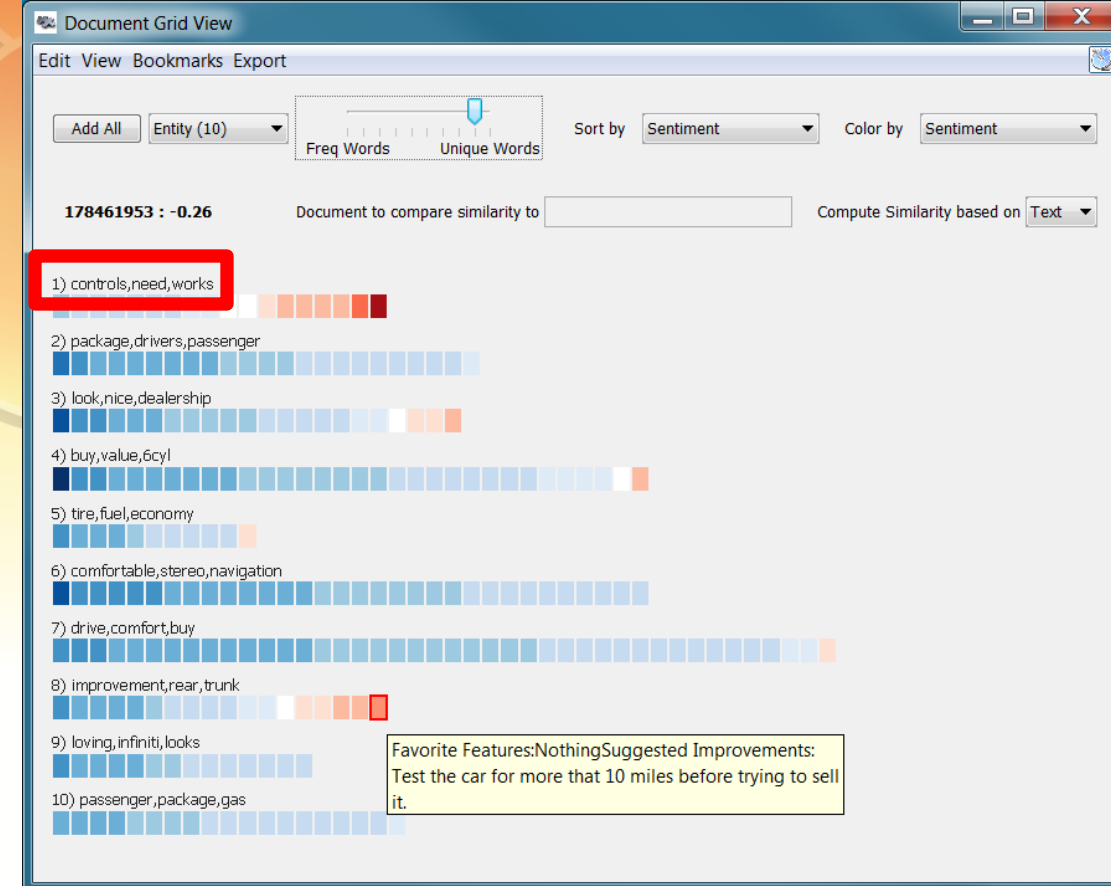 Document Grid View
Edit View Bookmarks Export
Add All Entity (10) Freq Words Unique Words Sort by Sentiment Color by Sentiment
178461953 : -0.26 Document to compare similarity to Compute Similarity based on Text
1) controls,need,works
2) package,drivers,passenger
3) look,nice,dealership
4) buy,value,6cyl
5) tire,fuel,economy
6) comfortable,stereo,navigation
7) drive,comfort,buy
8) improvement,rear,trunk
9) loving,infiniti,looks
Favorite Features:NothingSuggested Improvements:
Test the car for more that 10 miles before trying to sell
it.
10) passenger,package,gas